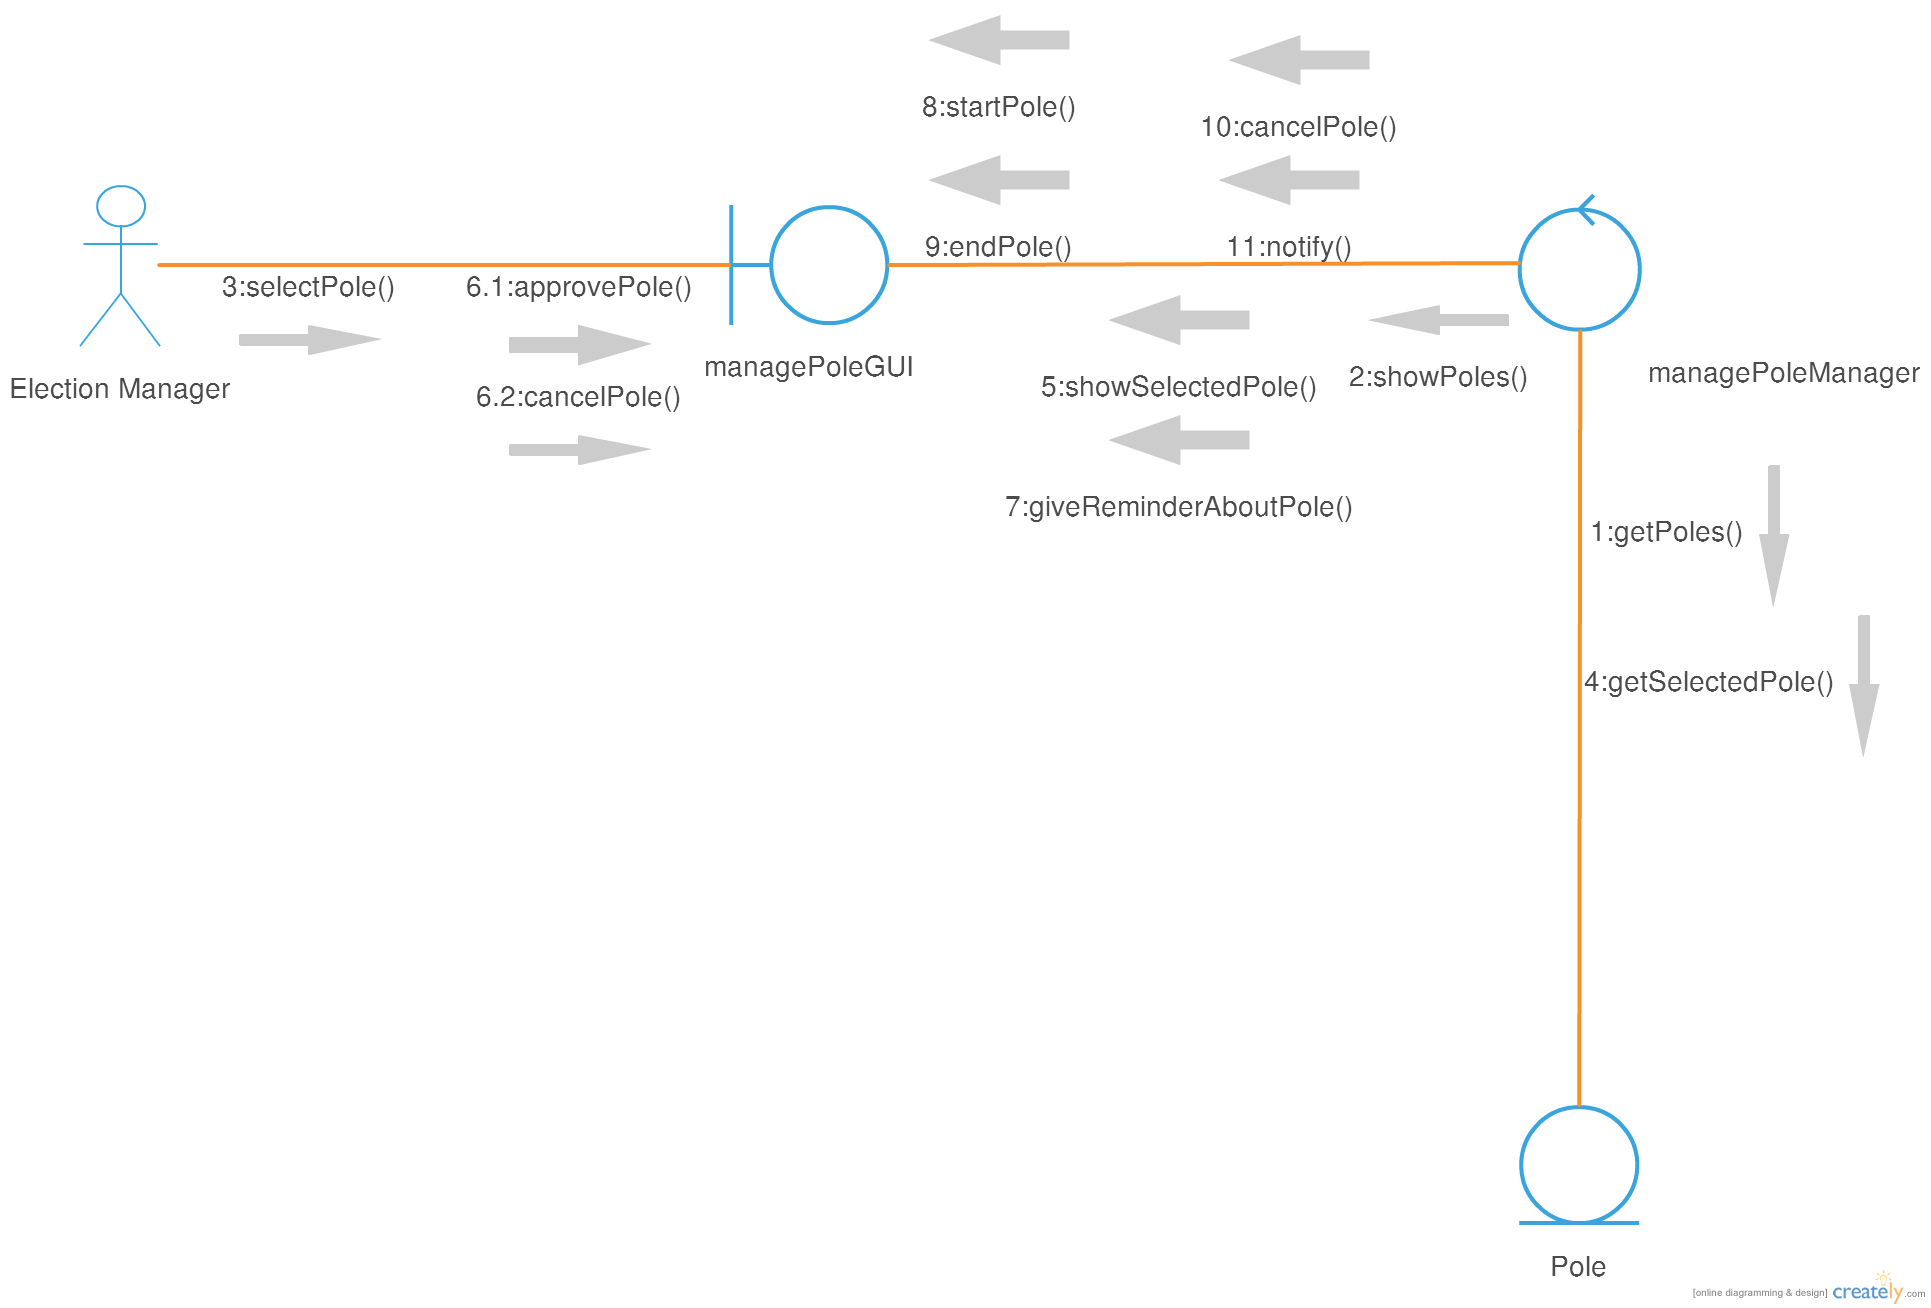 8:startPole()
10:cancelPole()
9:endPole()
11:notify()
3:selectPole()
6.1:approvePole()
managePoleGUI
Election Manager
6.2:cancelPole()
5:showSelectedPole()
2:showPoles()
managePoleManager
7:giveReminderAboutPole()
1:getPoles()
4:getSelectedPole()
Pole
[online diagramming & design] creately.com